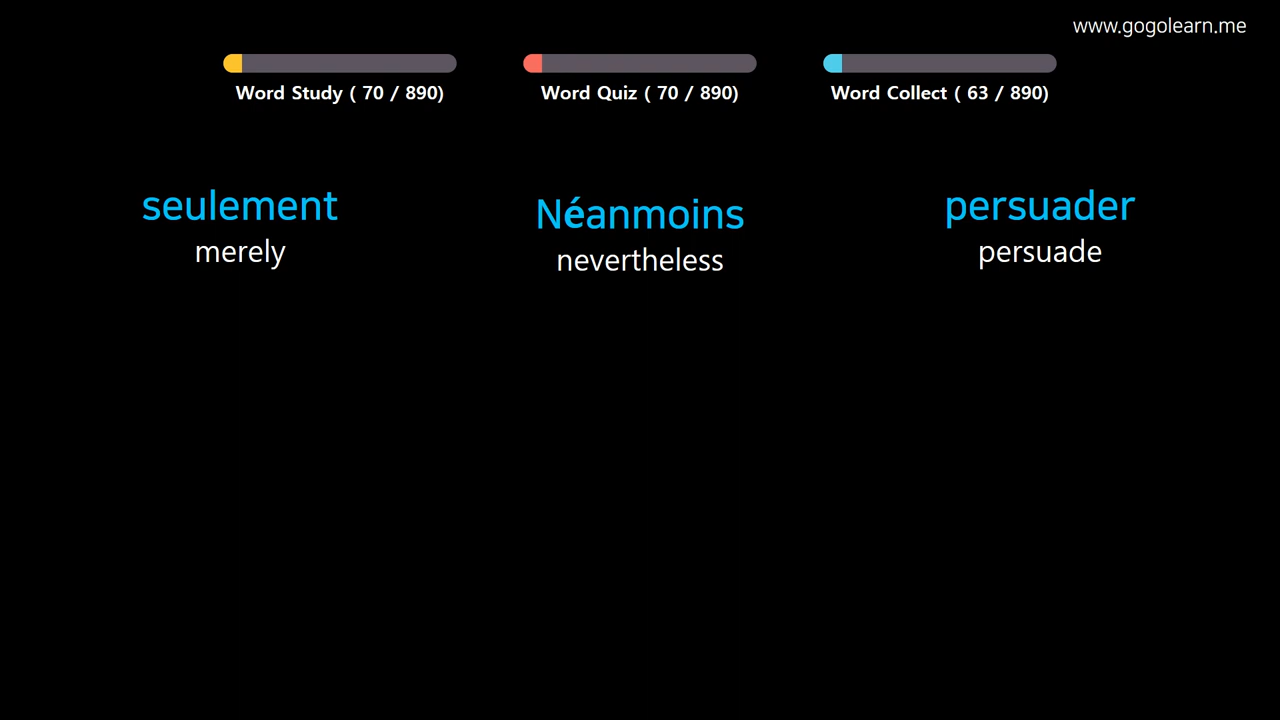 www.gogolearn.me
Word Study ( 70 / 890)
Word Quiz ( 70 / 890)
Word Collect ( 63 / 890)
seulement
merely
Néanmoins
nevertheless
persuader
persuade